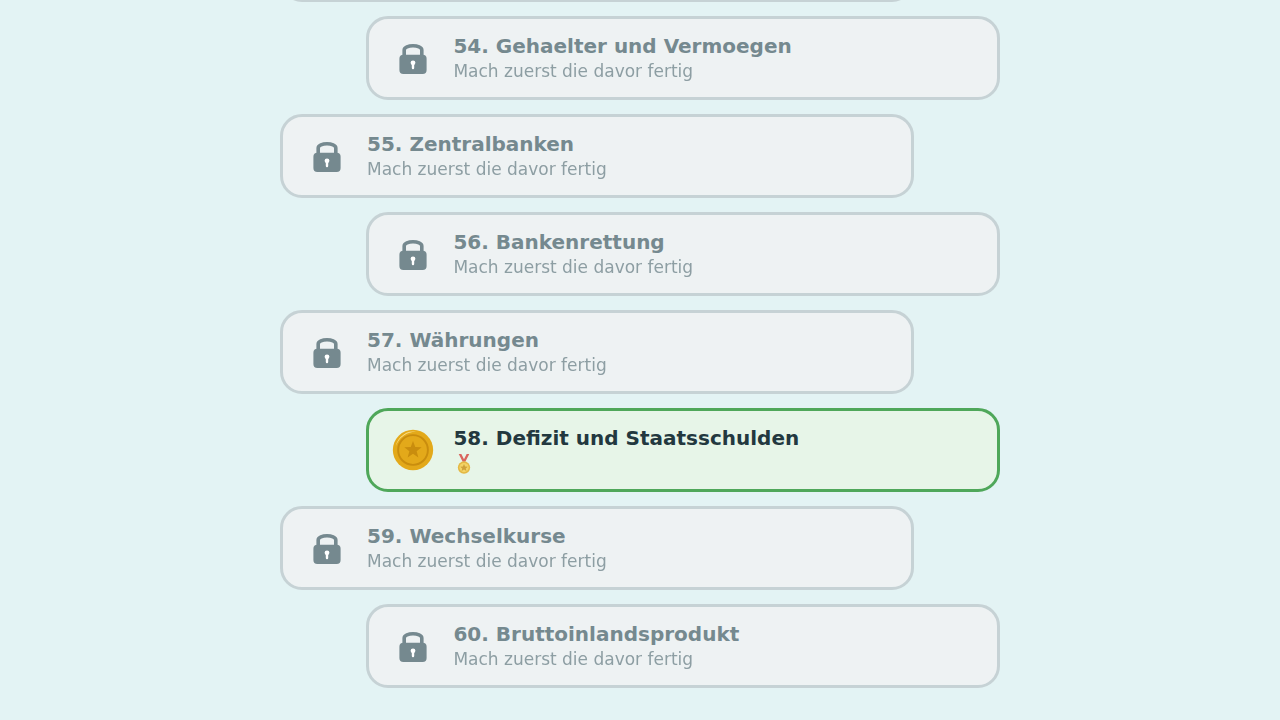 54. Gehaelter und Vermoegen
Mach zuerst die davor fertig
55. Zentralbanken
Mach zuerst die davor fertig
56. Bankenrettung
Mach zuerst die davor fertig
57. Währungen
Mach zuerst die davor fertig
58. Defizit und Staatsschulden
59. Wechselkurse
Mach zuerst die davor fertig
60. Bruttoinlandsprodukt
Mach zuerst die davor fertig